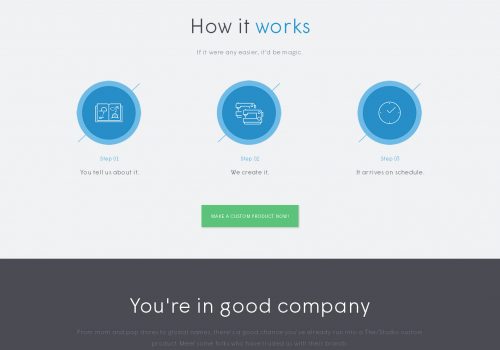 How it works
If it were any easier, it'd be magic.
Step 01
Step 02
Step 03
You tell us about it.
We create it.
It arrives on schedule.
MAKE A CUSTOM PRODUCT NOW!
You're in good company
From mom and pop stores to global names, there's a good chance you've already run into a The/Studio custom
product. Meet some folks who have trusted us with their brands.